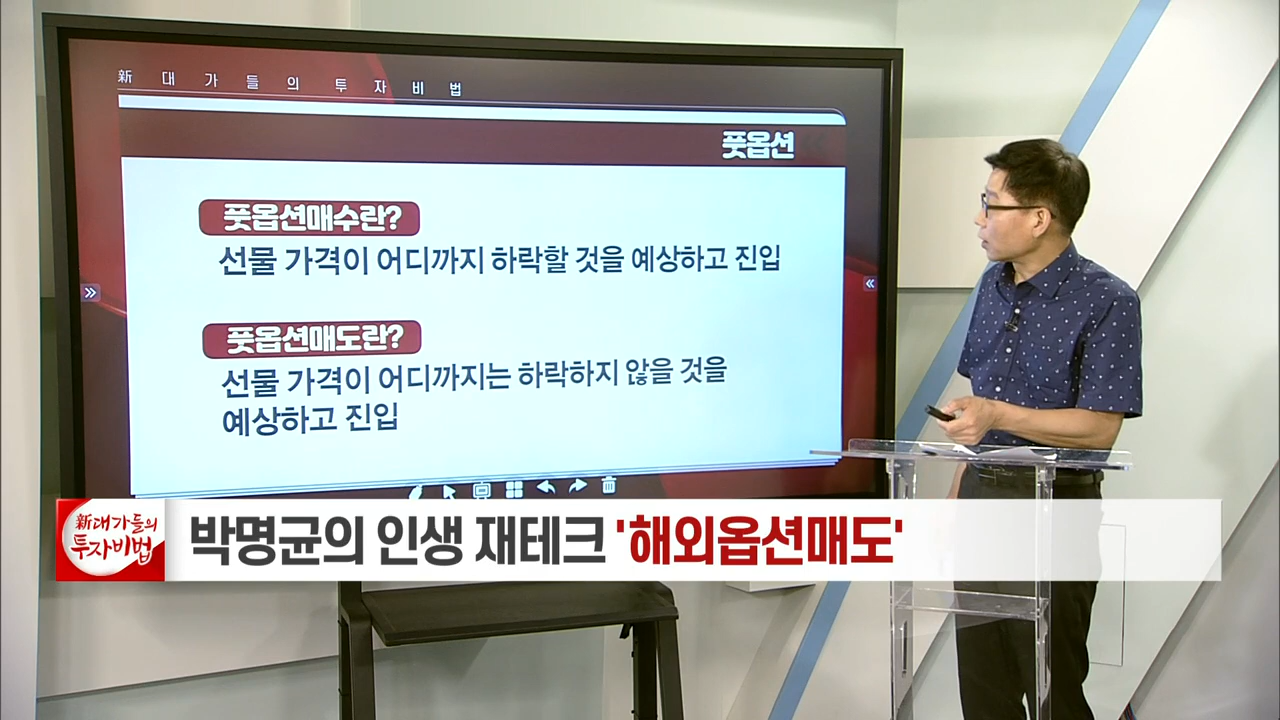 新 대 가 들 의 투 자 비 법
풋옵션
풋옵션매수란?
선물 가격이 어디까지 하락할 것을 예상하고 진입
풋옵션매도란?
선물 가격이 어디까지는 하락하지 않을 것을
예상하고 진입
新대가들의
투자비법
박명균의 인생 재테크 '해외옵션매도'